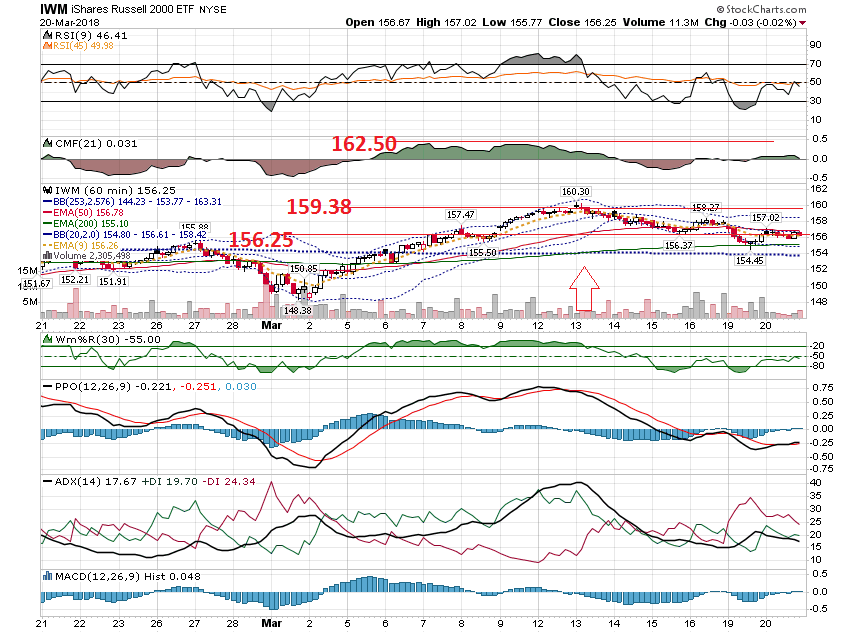 IWM iShares Russell 2000 ETF NYSE © StockCharts.com
20-Mar-2018 Open 156.67 High 157.02 Low 155.77 Close 156.25 Volume 11.3M Chg -0.03 (-0.02%)
RSI(9) 46.41
RSI(45) 49.98
90
70
50
30
10
CMF(21) 0.031
162.50
0.5
0.0
-0.5
IWM (60 min) 156.25
BB(253,2.576) 144.23 - 153.77 - 163.31
EMA(50) 156.78
EMA(200) 155.10
BB(20,2.0) 154.80 - 156.61 - 158.42
EMA(9) 156.26
Volume 2,305,498
159.38
156.25
160.30
158.27
157.47
157.02
155.88
156.37
155.50
154.45
150.85
148.38
151.67
152.21
151.91
15M
5M
162
160
158
156
154
152
150
148
21 22 23 26 27 28 Mar 2 5 6 7 8 9 12 13 14 15 16 19 20
Wm%R(30) -55.00
-20
-50
-80
PPO(12,26,9) -0.221, -0.251, 0.030
0.75
0.50
0.25
0.00
-0.25
-0.50
-0.75
ADX(14) 17.67 +DI 19.70 -DI 24.34
40
35
30
25
20
15
10
MACD(12,26,9) Hist 0.048
0.5
0.0
-0.5
21 22 23 26 27 28 Mar 2 5 6 7 8 9 12 13 14 15 16 19 20